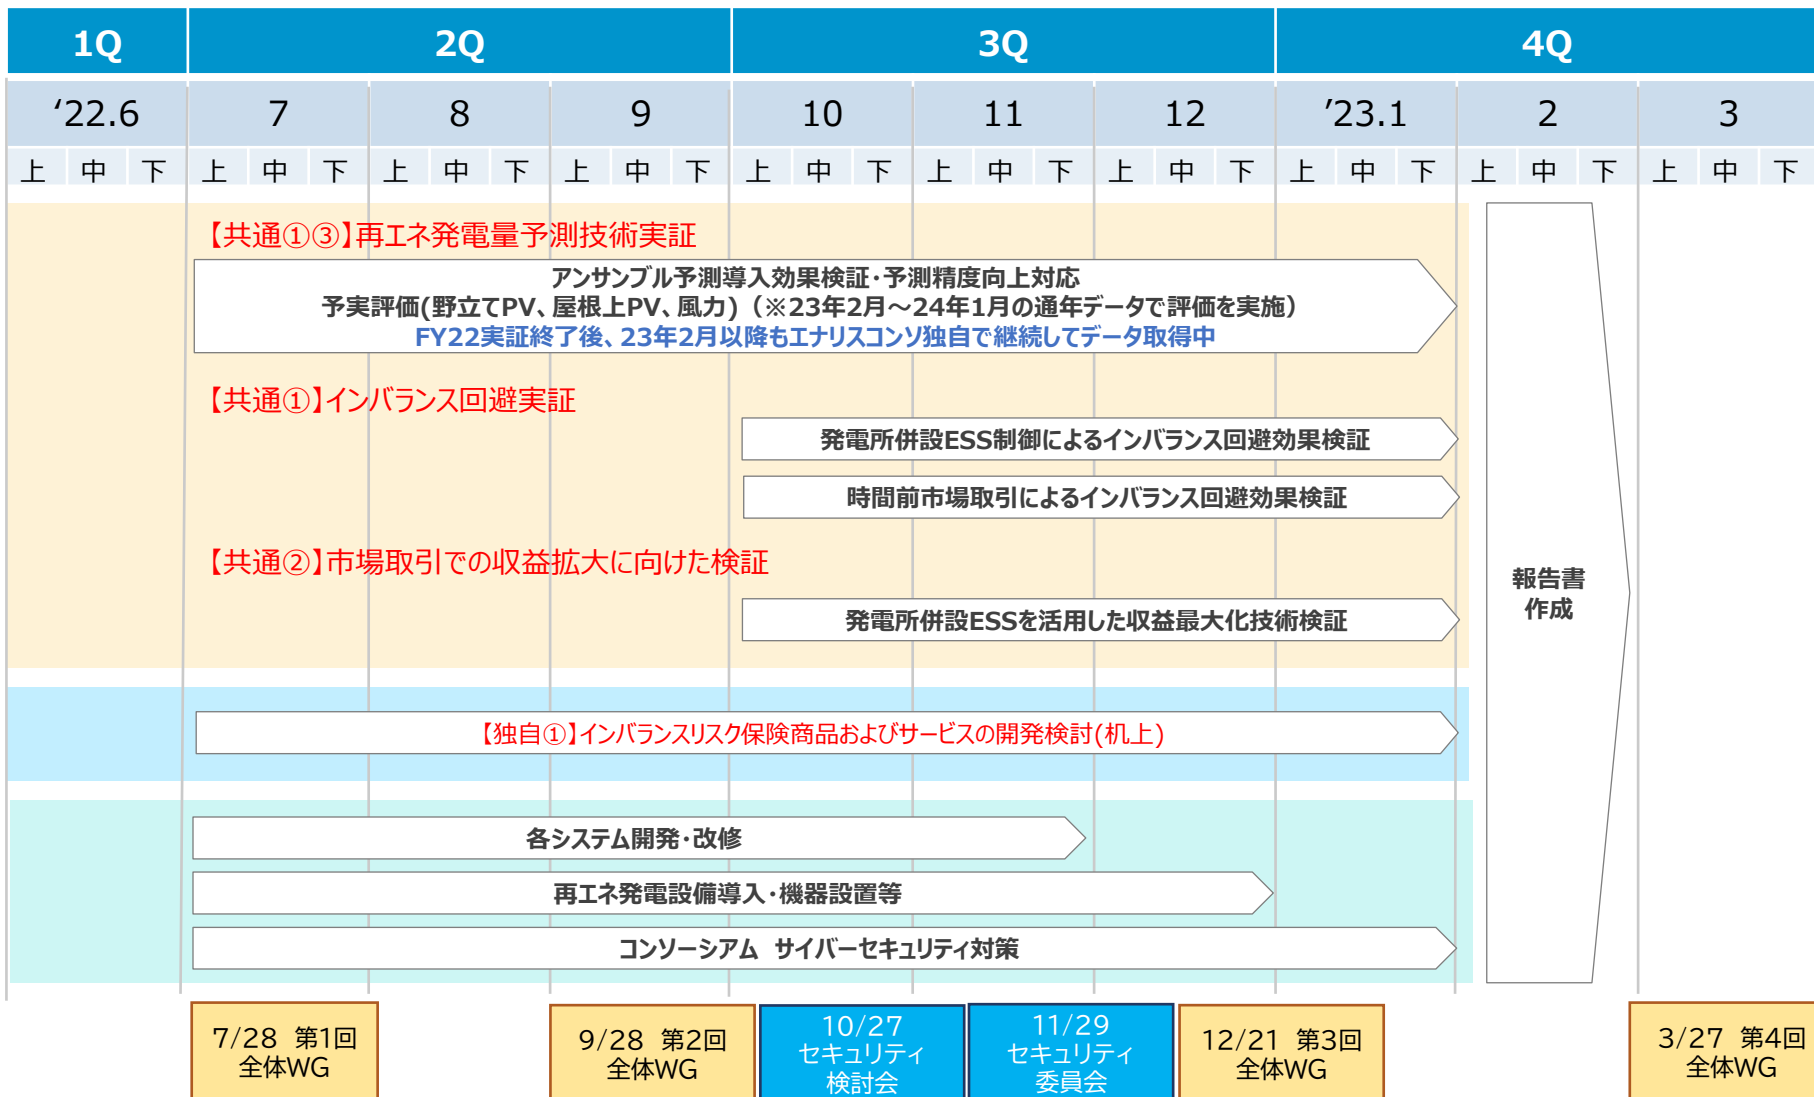 1Q 2Q 3Q 4Q
‘22.6 7 8 9 10 11 12 ’23.1 2 3
上 中 下 上 中 下 上 中 下 上 中 下 上 中 下 上 中 下 上 中 下 上 中 下 上 中 下 上 中 下
【共通①③】再エネ発電量予測技術実証
アンサンブル予測導入効果検証・予測精度向上対応
予実評価(野立てPV、屋根上PV、風力)（※23年2月～24年1月の通年データで評価を実施）
FY22実証終了後、23年2月以降もエナリスコンソ独自で継続してデータ取得中
【共通①】インバランス回避実証
発電所併設ESS制御によるインバランス回避効果検証
時間前市場取引によるインバランス回避効果検証
【共通②】市場取引での収益拡大に向けた検証
発電所併設ESSを活用した収益最大化技術検証
報告書
作成
【独自①】インバランスリスク保険商品およびサービスの開発検討(机上)
各システム開発・改修
再エネ発電設備導入・機器設置等
コンソーシアム サイバーセキュリティ対策
7/28 第1回
全体WG
9/28 第2回
全体WG
10/27
セキュリティ
検討会
11/29
セキュリティ
委員会
12/21 第3回
全体WG
3/27 第4回
全体WG